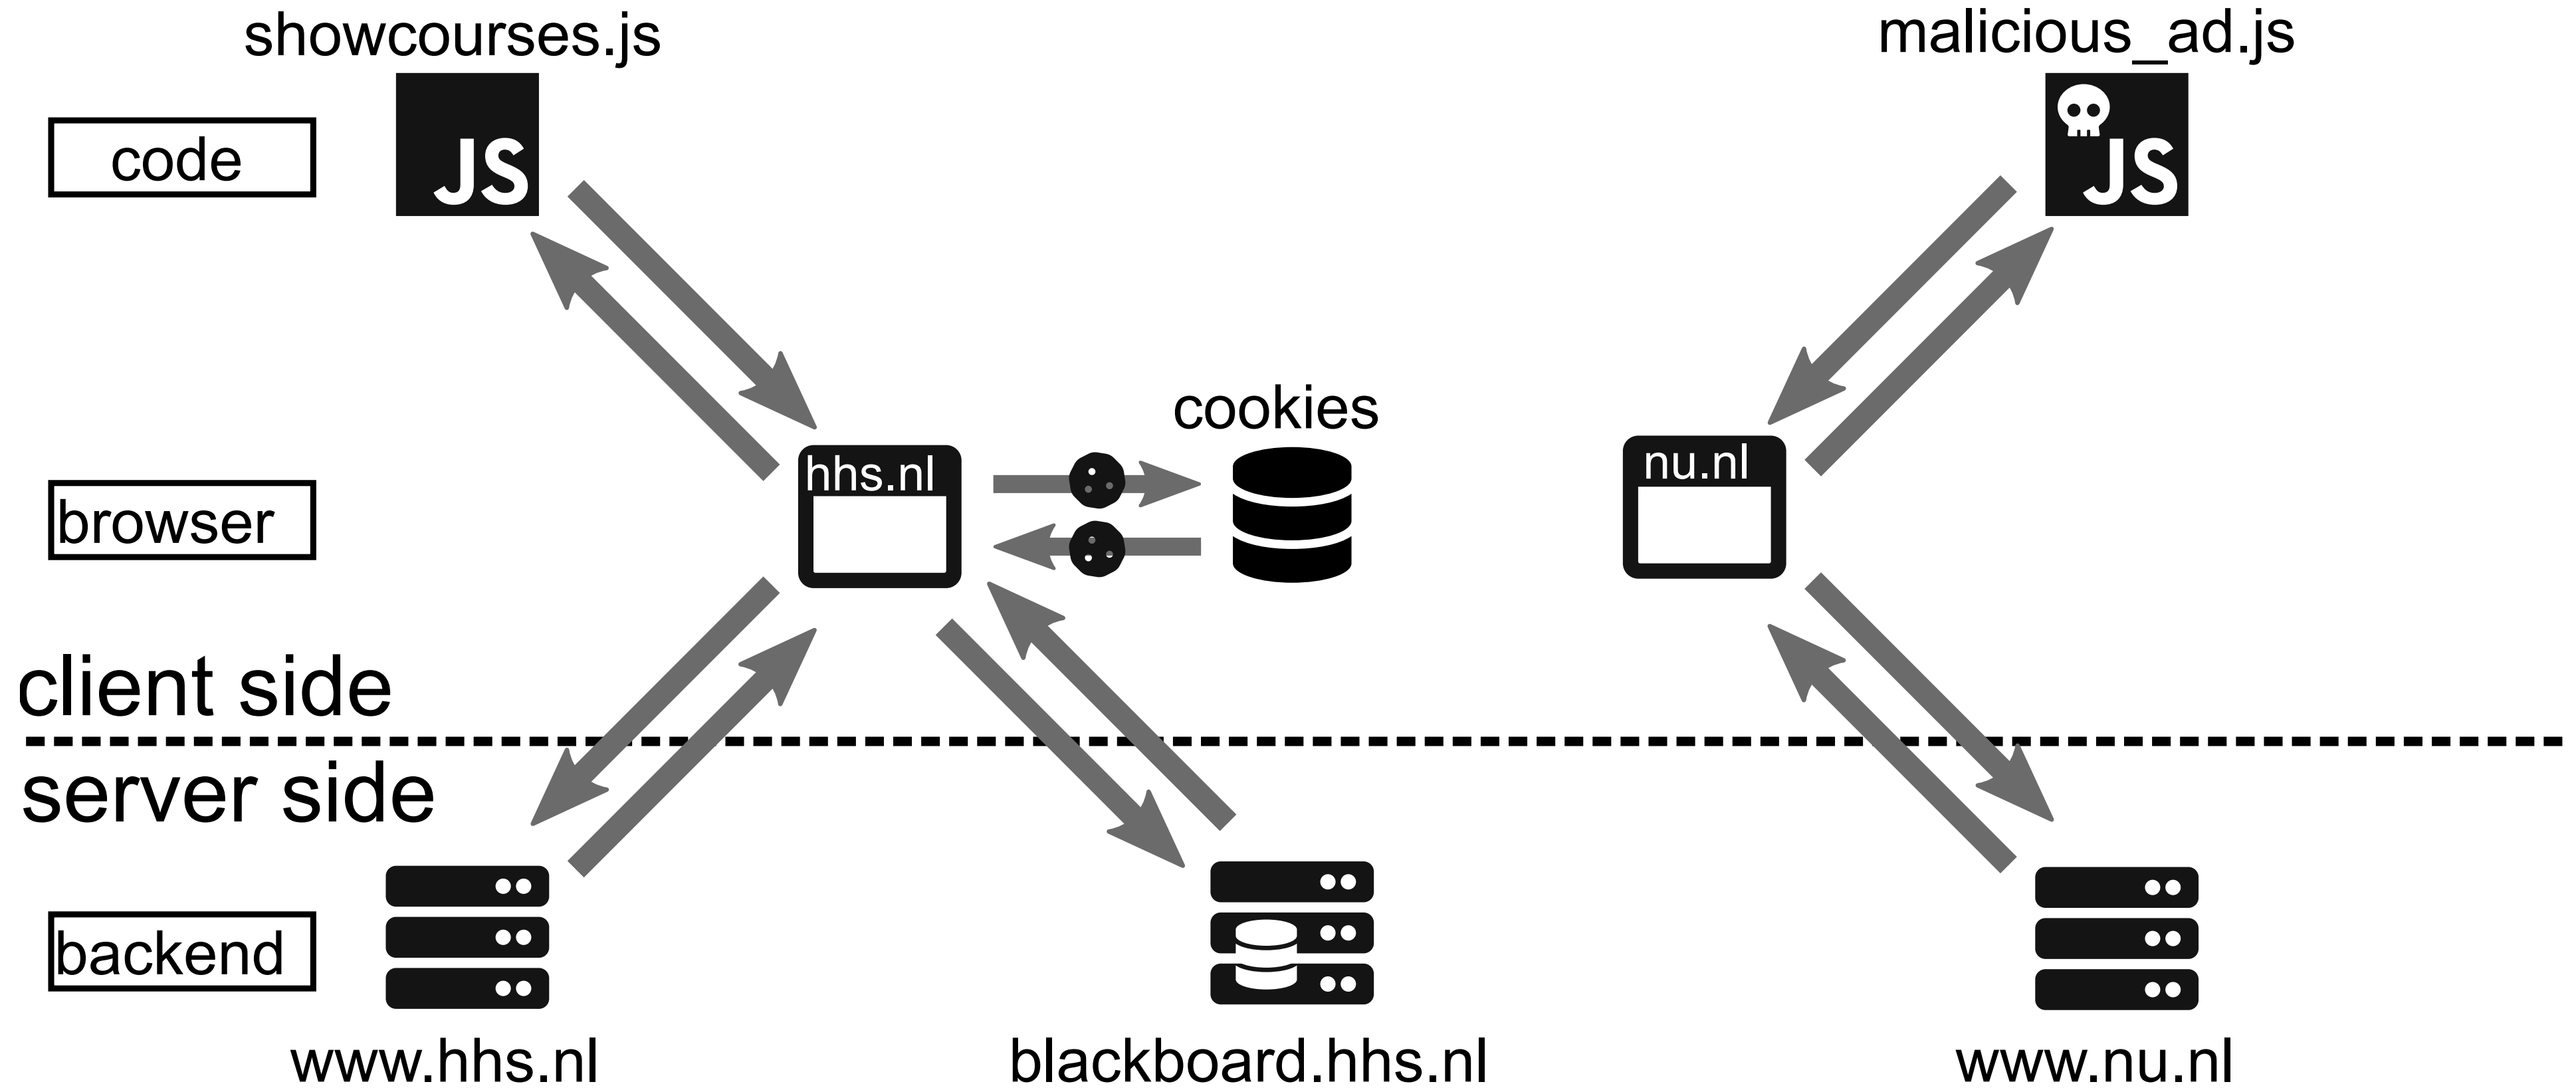 showcourses.js
malicious_ad.js
code
JS
JS
cookies
hhs.nl
nu.nl
browser
client side
server side
backend
www.hhs.nl
blackboard.hhs.nl
www.nu.nl